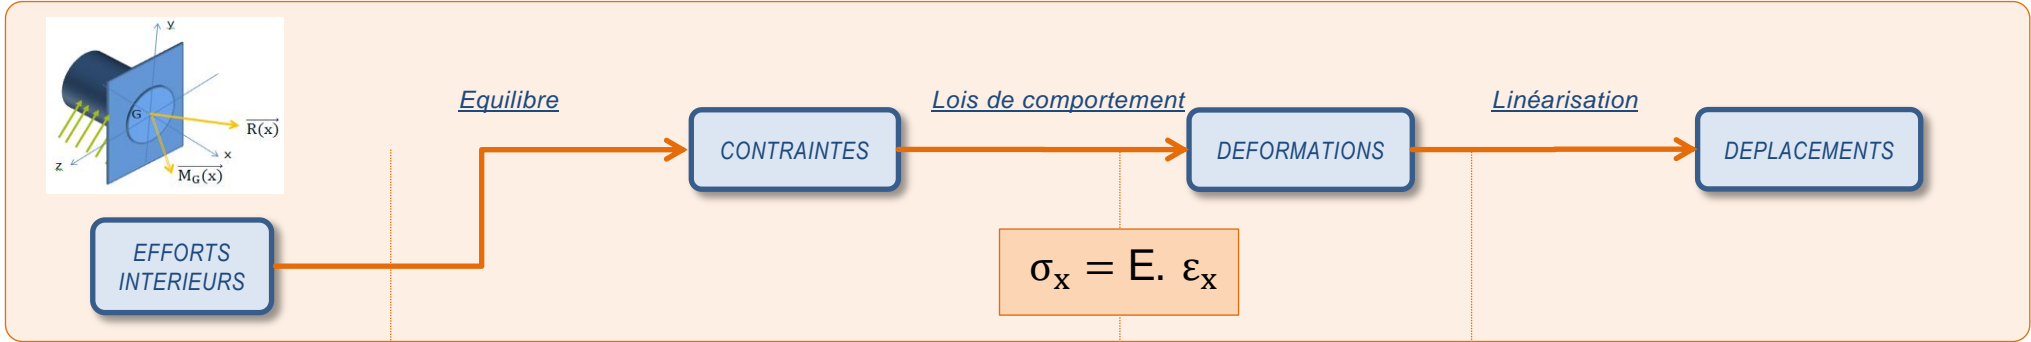 y
G
R(x)
x
z
M_G(x)
Equilibre
Lois de comportement
Linéarisation
CONTRAINTES
DEFORMATIONS
DEPLACEMENTS
EFFORTS
INTERIEURS
σₓ = E. εₓ